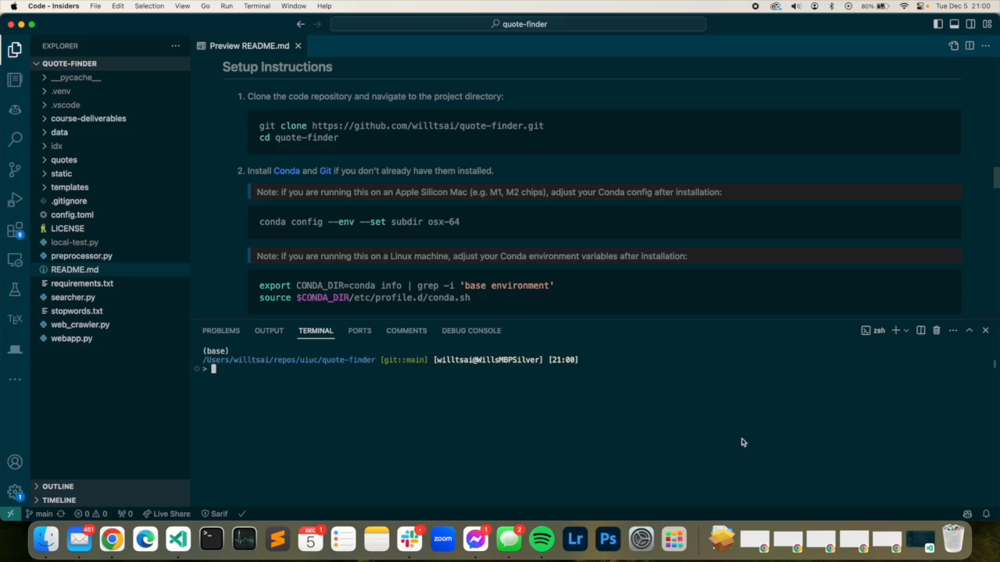 Code - Insiders File Edit Selection View Go Run Terminal Window Help 80% Tue Dec 5 21:00
quote-finder
EXPLORER
Preview README.md
QUOTE-FINDER
__pycache__
.venv
.vscode
course-deliverables
data
idx
quotes
static
templates
.gitignore
config.toml
LICENSE
local-test.py
preprocessor.py
README.md
requirements.txt
searcher.py
stopwords.txt
web_crawler.py
webapp.py
OUTLINE
TIMELINE
5
TEX
1
Setup Instructions
1. Clone the code repository and navigate to the project directory:
git clone https://github.com/willtsai/quote-finder.git
cd quote-finder
2. Install Conda and Git if you don't already have them installed.
Note: if you are running this on an Apple Silicon Mac (e.g. M1, M2 chips), adjust your Conda config after installation:
conda config --env --set subdir osx-64
Note: if you are running this on a Linux machine, adjust your Conda environment variables after installation:
export CONDA_DIR=conda info | grep -i 'base environment'
source $CONDA_DIR/etc/profile.d/conda.sh
PROBLEMS OUTPUT TERMINAL PORTS COMMENTS DEBUG CONSOLE zsh
(base)
/Users/willtsai/repos/uiuc/quote-finder [git::main] [willtsai@WillsMBPSilver] [21:00]
>
main 0 0 0 Live Share Sarif
451 DEC 5 1 zoom 1 2 Lr Ps